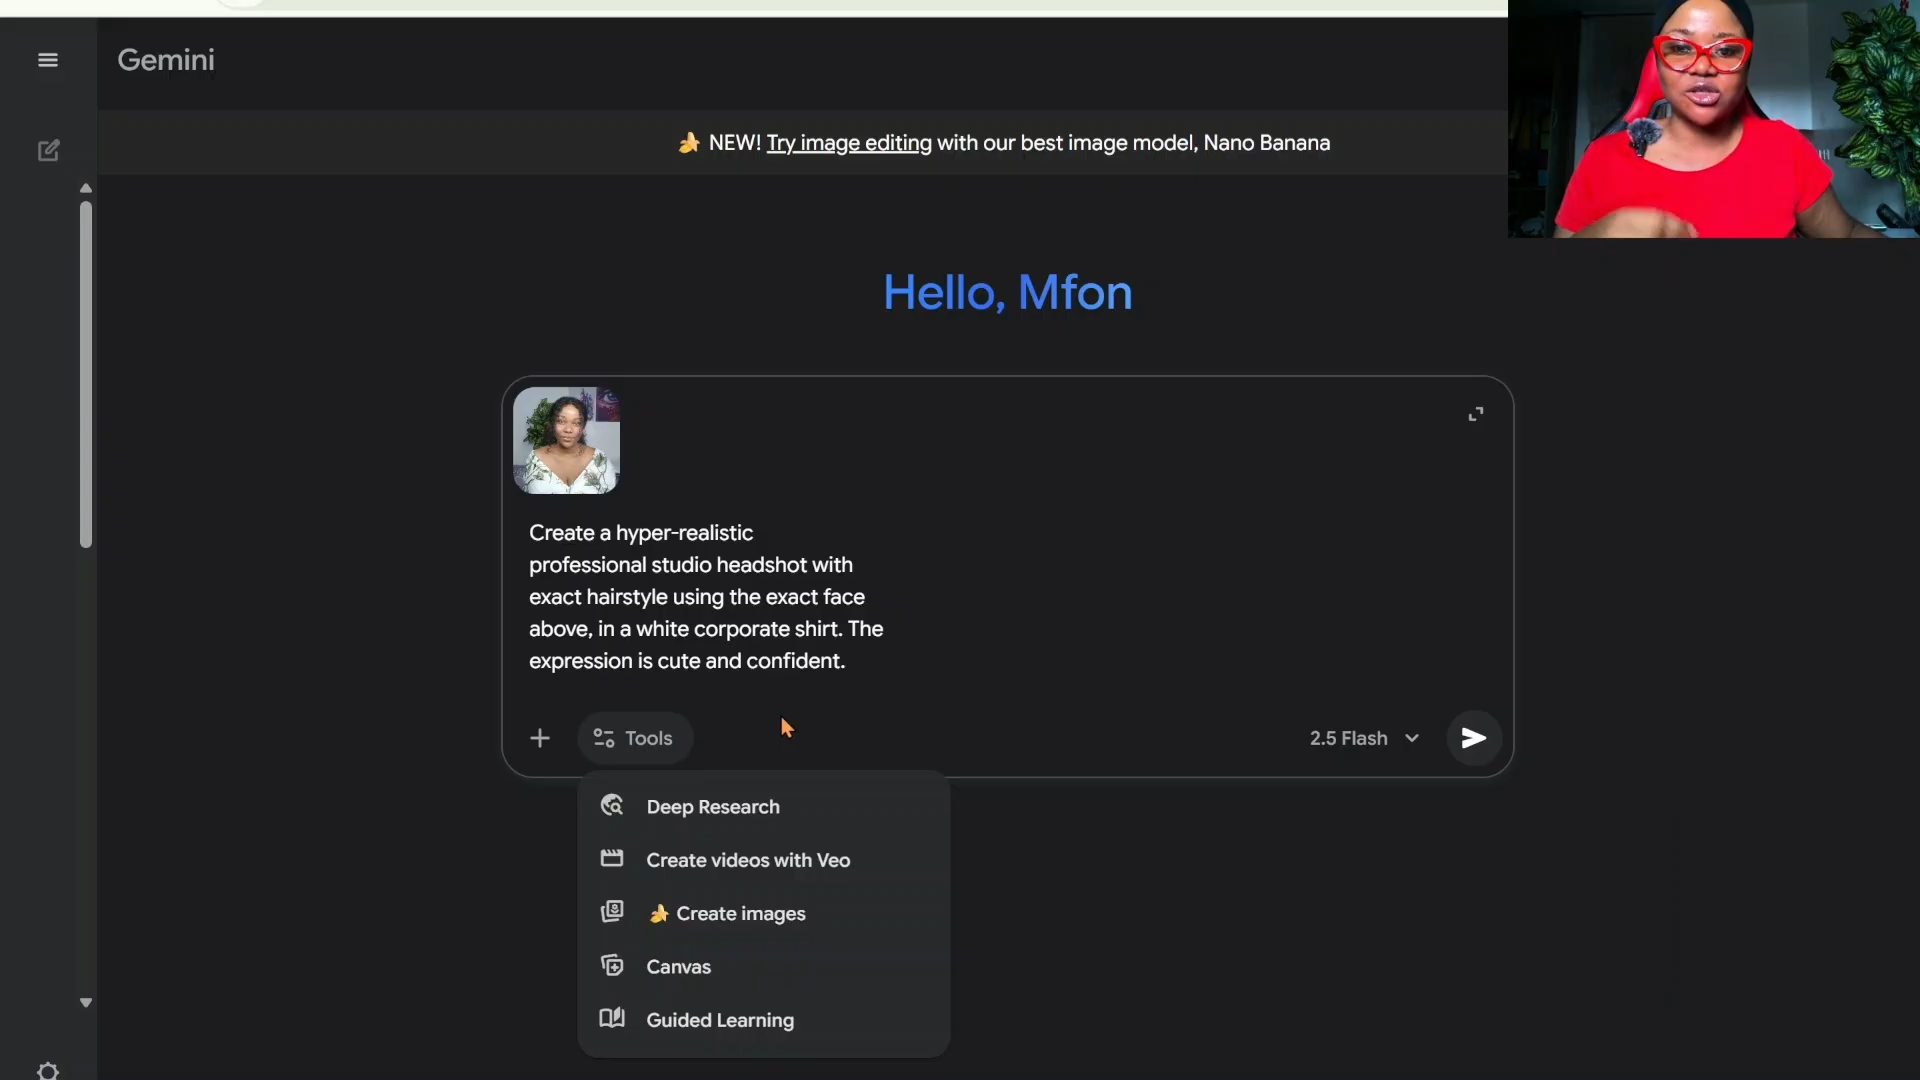 Gemini
🍌 NEW! Try image editing with our best image model, Nano Banana
Hello, Mfon
Create a hyper-realistic
professional studio headshot with
exact hairstyle using the exact face
above, in a white corporate shirt. The
expression is cute and confident.
Tools
2.5 Flash
Deep Research
Create videos with Veo
🍌 Create images
Canvas
Guided Learning